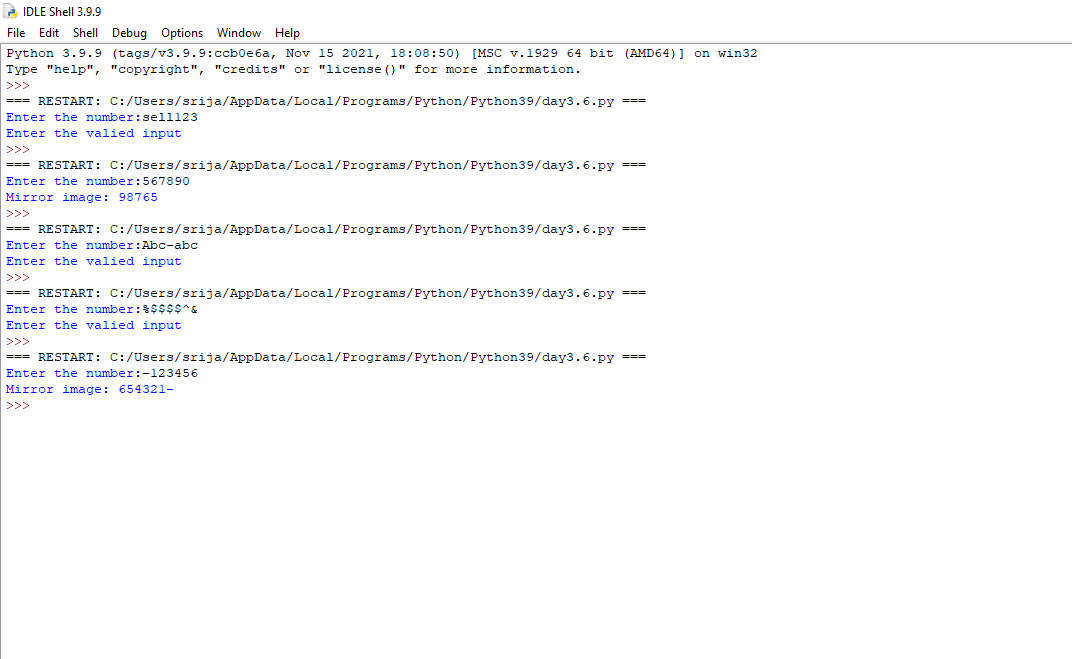 IDLE Shell 3.9.9
File Edit Shell Debug Options Window Help
Python 3.9.9 (tags/v3.9.9:ccb0e6a, Nov 15 2021, 18:08:50) [MSC v.1929 64 bit (AMD64)] on win32
Type "help", "copyright", "credits" or "license()" for more information.
>>>
=== RESTART: C:/Users/srija/AppData/Local/Programs/Python/Python39/day3.6.py ===
Enter the number:sell123
Enter the valied input
>>>
=== RESTART: C:/Users/srija/AppData/Local/Programs/Python/Python39/day3.6.py ===
Enter the number:567890
Mirror image: 98765
>>>
=== RESTART: C:/Users/srija/AppData/Local/Programs/Python/Python39/day3.6.py ===
Enter the number:Abc-abc
Enter the valied input
>>>
=== RESTART: C:/Users/srija/AppData/Local/Programs/Python/Python39/day3.6.py ===
Enter the number:%$$$$^&
Enter the valied input
>>>
=== RESTART: C:/Users/srija/AppData/Local/Programs/Python/Python39/day3.6.py ===
Enter the number:-123456
Mirror image: 654321-
>>>